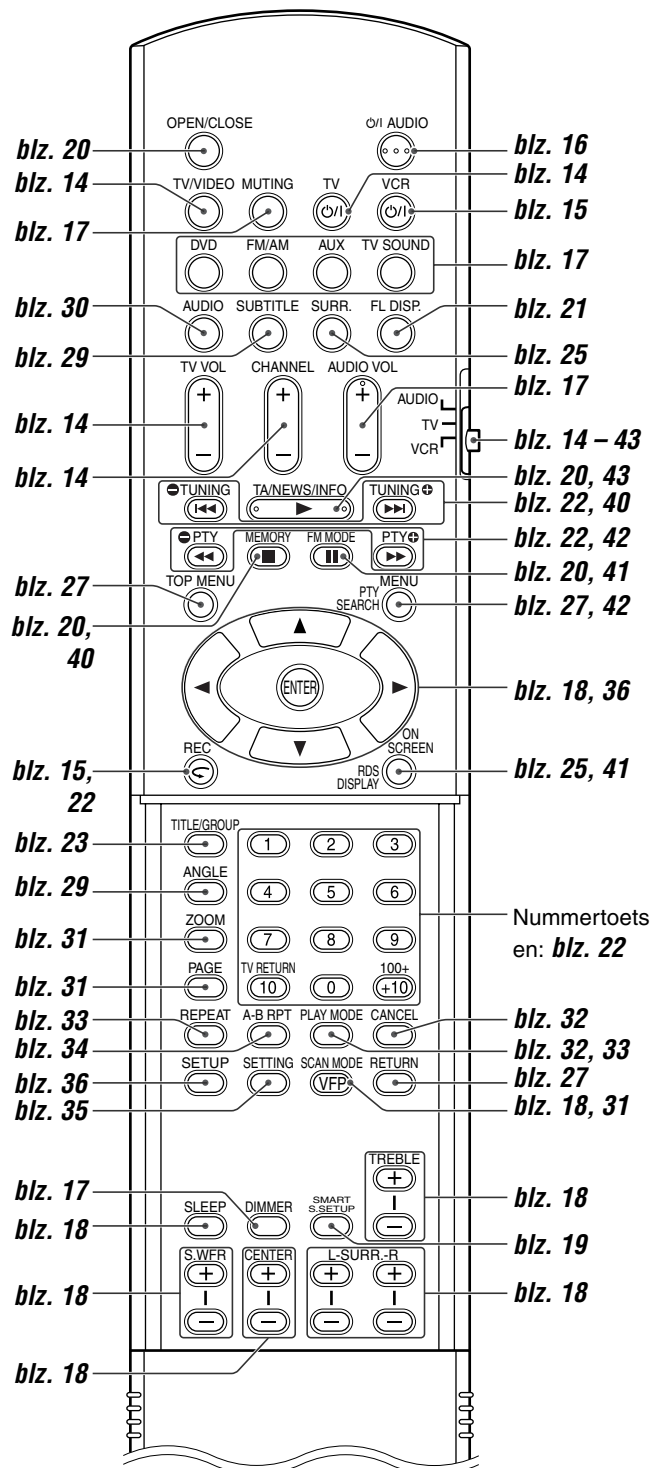 OPEN/CLOSE ⏻/I AUDIO
blz. 20 blz. 16
blz. 14 TV/VIDEO MUTING TV VCR blz. 14
⏻/I ⏻/I blz. 15
blz. 17
DVD FM/AM AUX TV SOUND blz. 17
blz. 30 AUDIO SUBTITLE SURR. FL DISP. blz. 21
blz. 29 blz. 25
TV VOL CHANNEL AUDIO VOL blz. 17
+ + +
AUDIO
blz. 14 TV blz. 14 – 43
– – – VCR
blz. 14 blz. 20, 43
TUNING TA/NEWS/INFO TUNING blz. 22, 40
PTY MEMORY FM MODE PTY blz. 22, 42
blz. 20, 41
blz. 27 TOP MENU MENU
PTY SEARCH blz. 27, 42
blz. 20,
40
ENTER blz. 18, 36
REC ON SCREEN
blz. 15, RDS DISPLAY blz. 25, 41
22
TITLE/GROUP
blz. 23 1 2 3
ANGLE
blz. 29 4 5 6
ZOOM Nummertoets
blz. 31 7 8 9 en: blz. 22
PAGE TV RETURN 100+
blz. 31 10 0 +10
blz. 33 REPEAT A-B RPT PLAY MODE CANCEL blz. 32
blz. 34 blz. 32, 33
blz. 36 SETUP SETTING SCAN MODE RETURN blz. 27
blz. 35 VFP blz. 18, 31
TREBLE
blz. 17 + blz. 18
blz. 18 SLEEP DIMMER SMART S.SETUP – blz. 19
S.WFR CENTER L-SURR.-R
+ + + +
blz. 18 blz. 18
– – – –
blz. 18